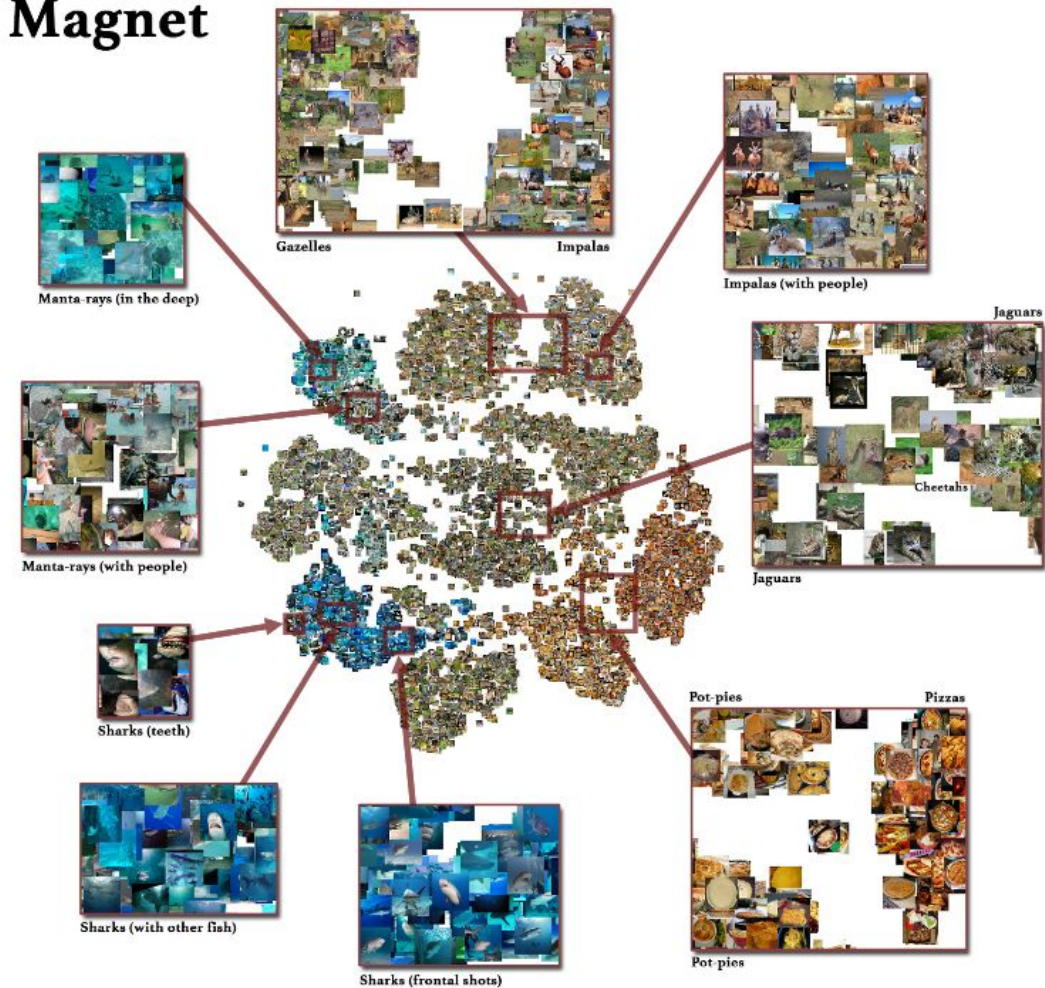 Magnet
Gazelles
Impalas
Manta-rays (in the deep)
Impalas (with people)
Jaguars
Cheetahs
Manta-rays (with people)
Jaguars
Sharks (teeth)
Pot-pies
Pizzas
Sharks (with other fish)
Sharks (frontal shots)
Pot-pies